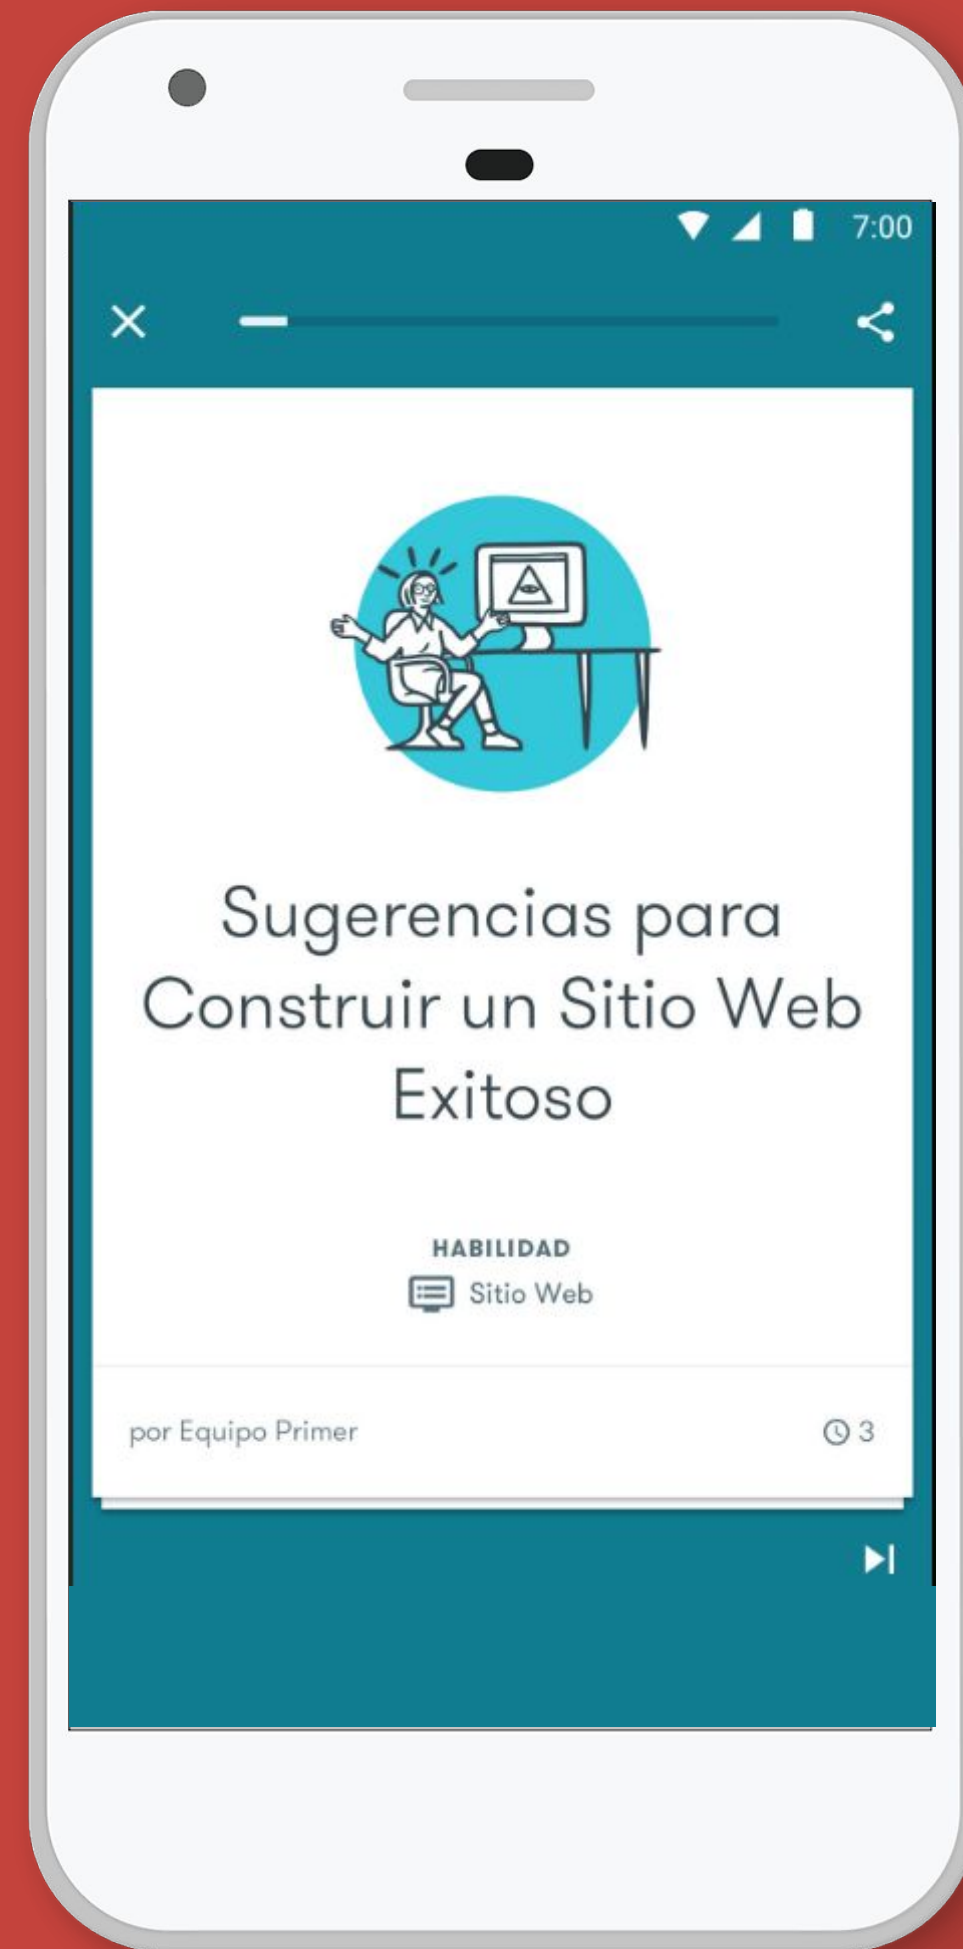 7:00
Sugerencias para
Construir un Sitio Web
Exitoso
HABILIDAD
Sitio Web
por Equipo Primer
3